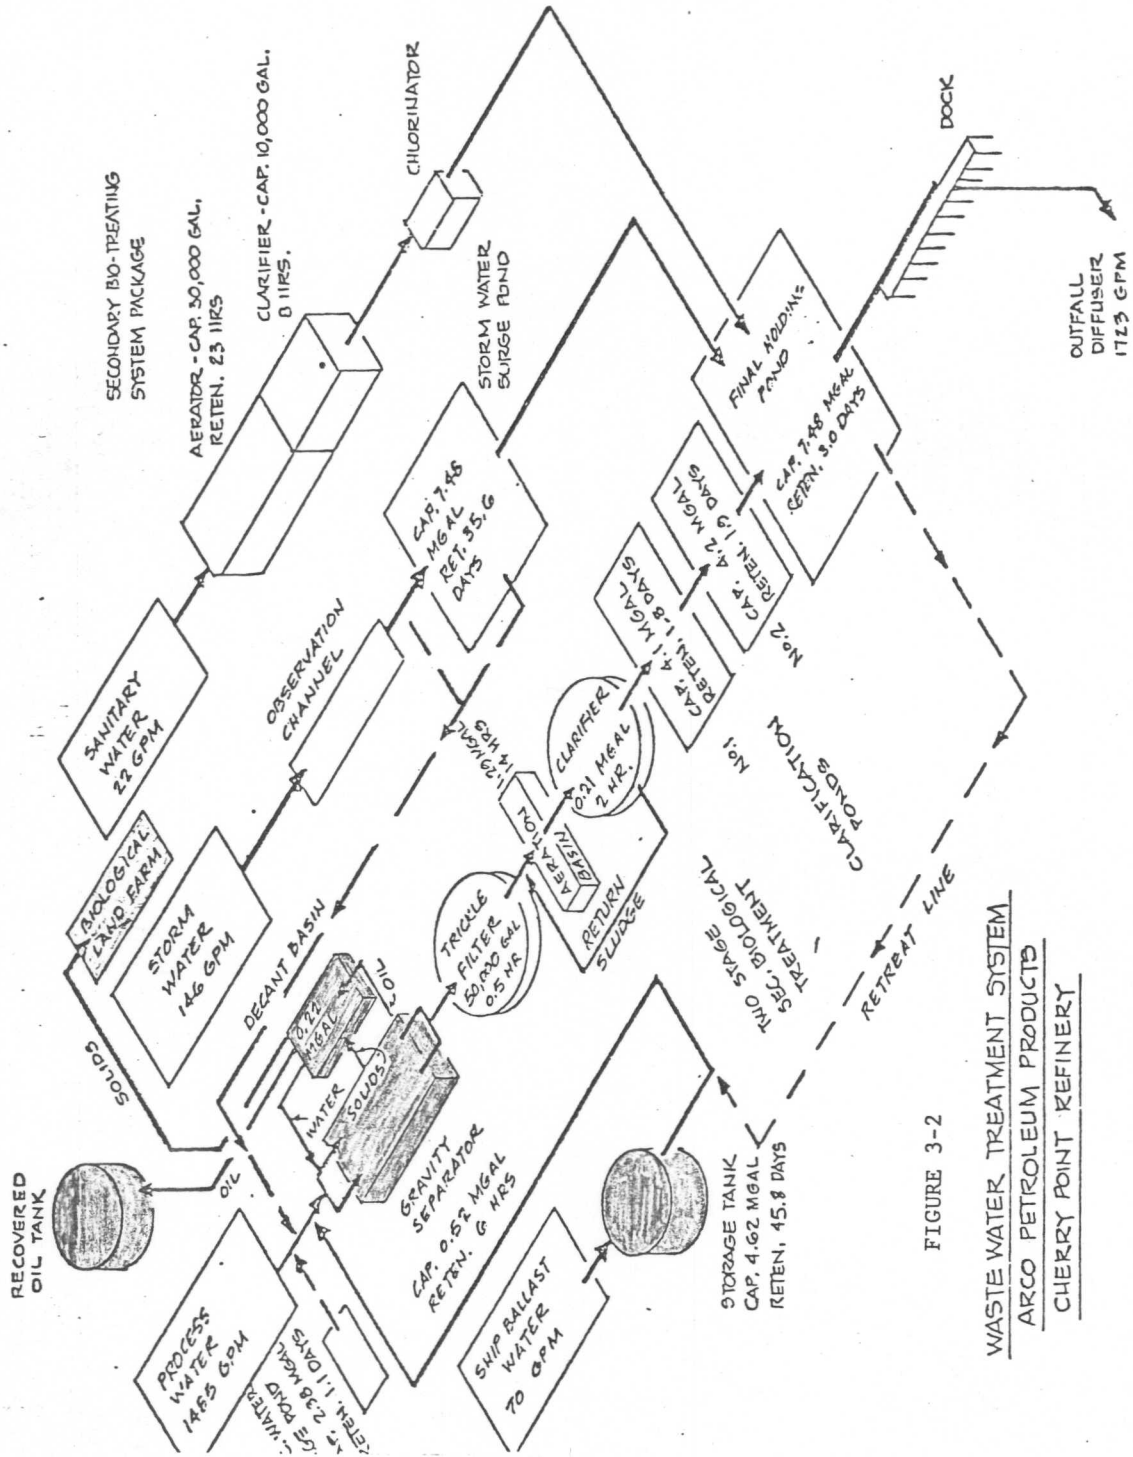 SECONDARY BIO-TREATING
SYSTEM PACKAGE
AERATOR - CAP. 30,000 GAL.
RETEN. 23 HRS
CLARIFIER - CAP. 10,000 GAL.
8 HRS.
CHLORINATOR
SANITARY
WATER
22 GPM
BIOLOGICAL
LAND FARM
STORM
WATER
146 GPM
OBSERVATION
CHANNEL
CAP. 7.48
MGAL
RET. 35.6
DAYS
STORM WATER
SURGE POND
SOLIDS
RECOVERED
OIL TANK
OIL
DECANT BASIN
0.22
MGAL
OIL
WATER
SOLIDS
PROCESS
WATER
1485 GPM
WATER
POND
2.38 MGAL
1.1 DAYS
GRAVITY
SEPARATOR
CAP. 0.52 MGAL
RETEN. 6 HRS
TRICKLE
FILTER
50,000 GAL
0.5 HR
1.29 MGAL
14 HRS
AERATION
BASIN
RETURN
SLUDGE
CLARIFIER
0.21 MGAL
2 HR.
CAP. 4.1 MGAL
RETEN. 1.8 DAYS
No.1
CAP. 4.2 MGAL
RETEN. 1.9 DAYS
No.2
FINAL HOLDING
POND
CAP. 7.48 MGAL
RETEN. 3.0 DAYS
DOCK
OUTFALL
DIFFUSER
1723 GPM
CLARIFICATION
PONDS
TWO STAGE
SEC. BIOLOGICAL
TREATMENT
RETREAT LINE
SHIP BALLAST
WATER
70 GPM
STORAGE TANK
CAP. 4.62 MGAL
RETEN. 45.8 DAYS
FIGURE 3-2
WASTE WATER TREATMENT SYSTEM
ARCO PETROLEUM PRODUCTS
CHERRY POINT REFINERY